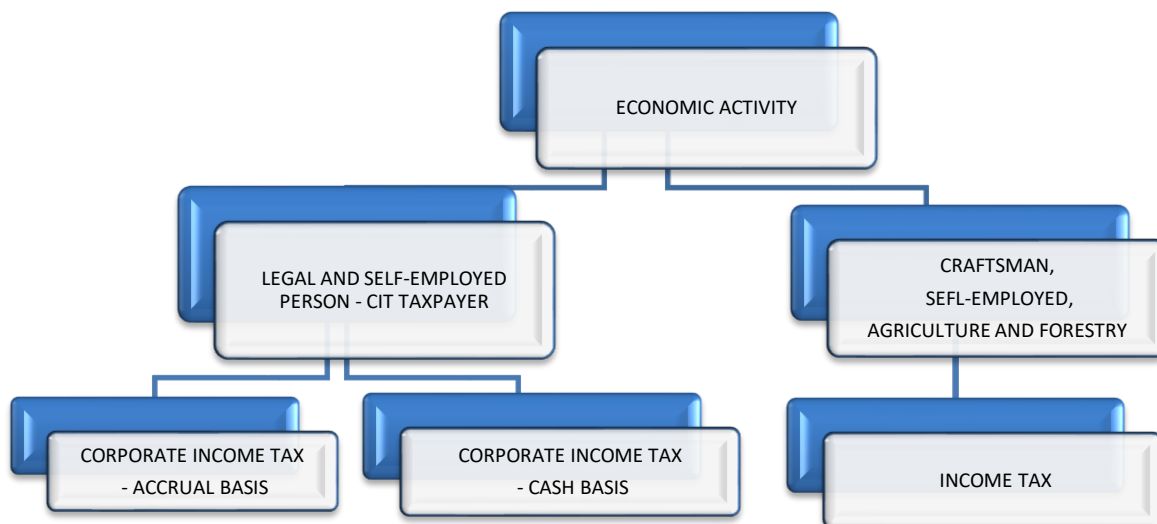 ECONOMIC ACTIVITY
LEGAL AND SELF-EMPLOYED
PERSON - CIT TAXPAYER
CRAFTSMAN,
SEFL-EMPLOYED,
AGRICULTURE AND FORESTRY
CORPORATE INCOME TAX
- ACCRUAL BASIS
CORPORATE INCOME TAX
- CASH BASIS
INCOME TAX